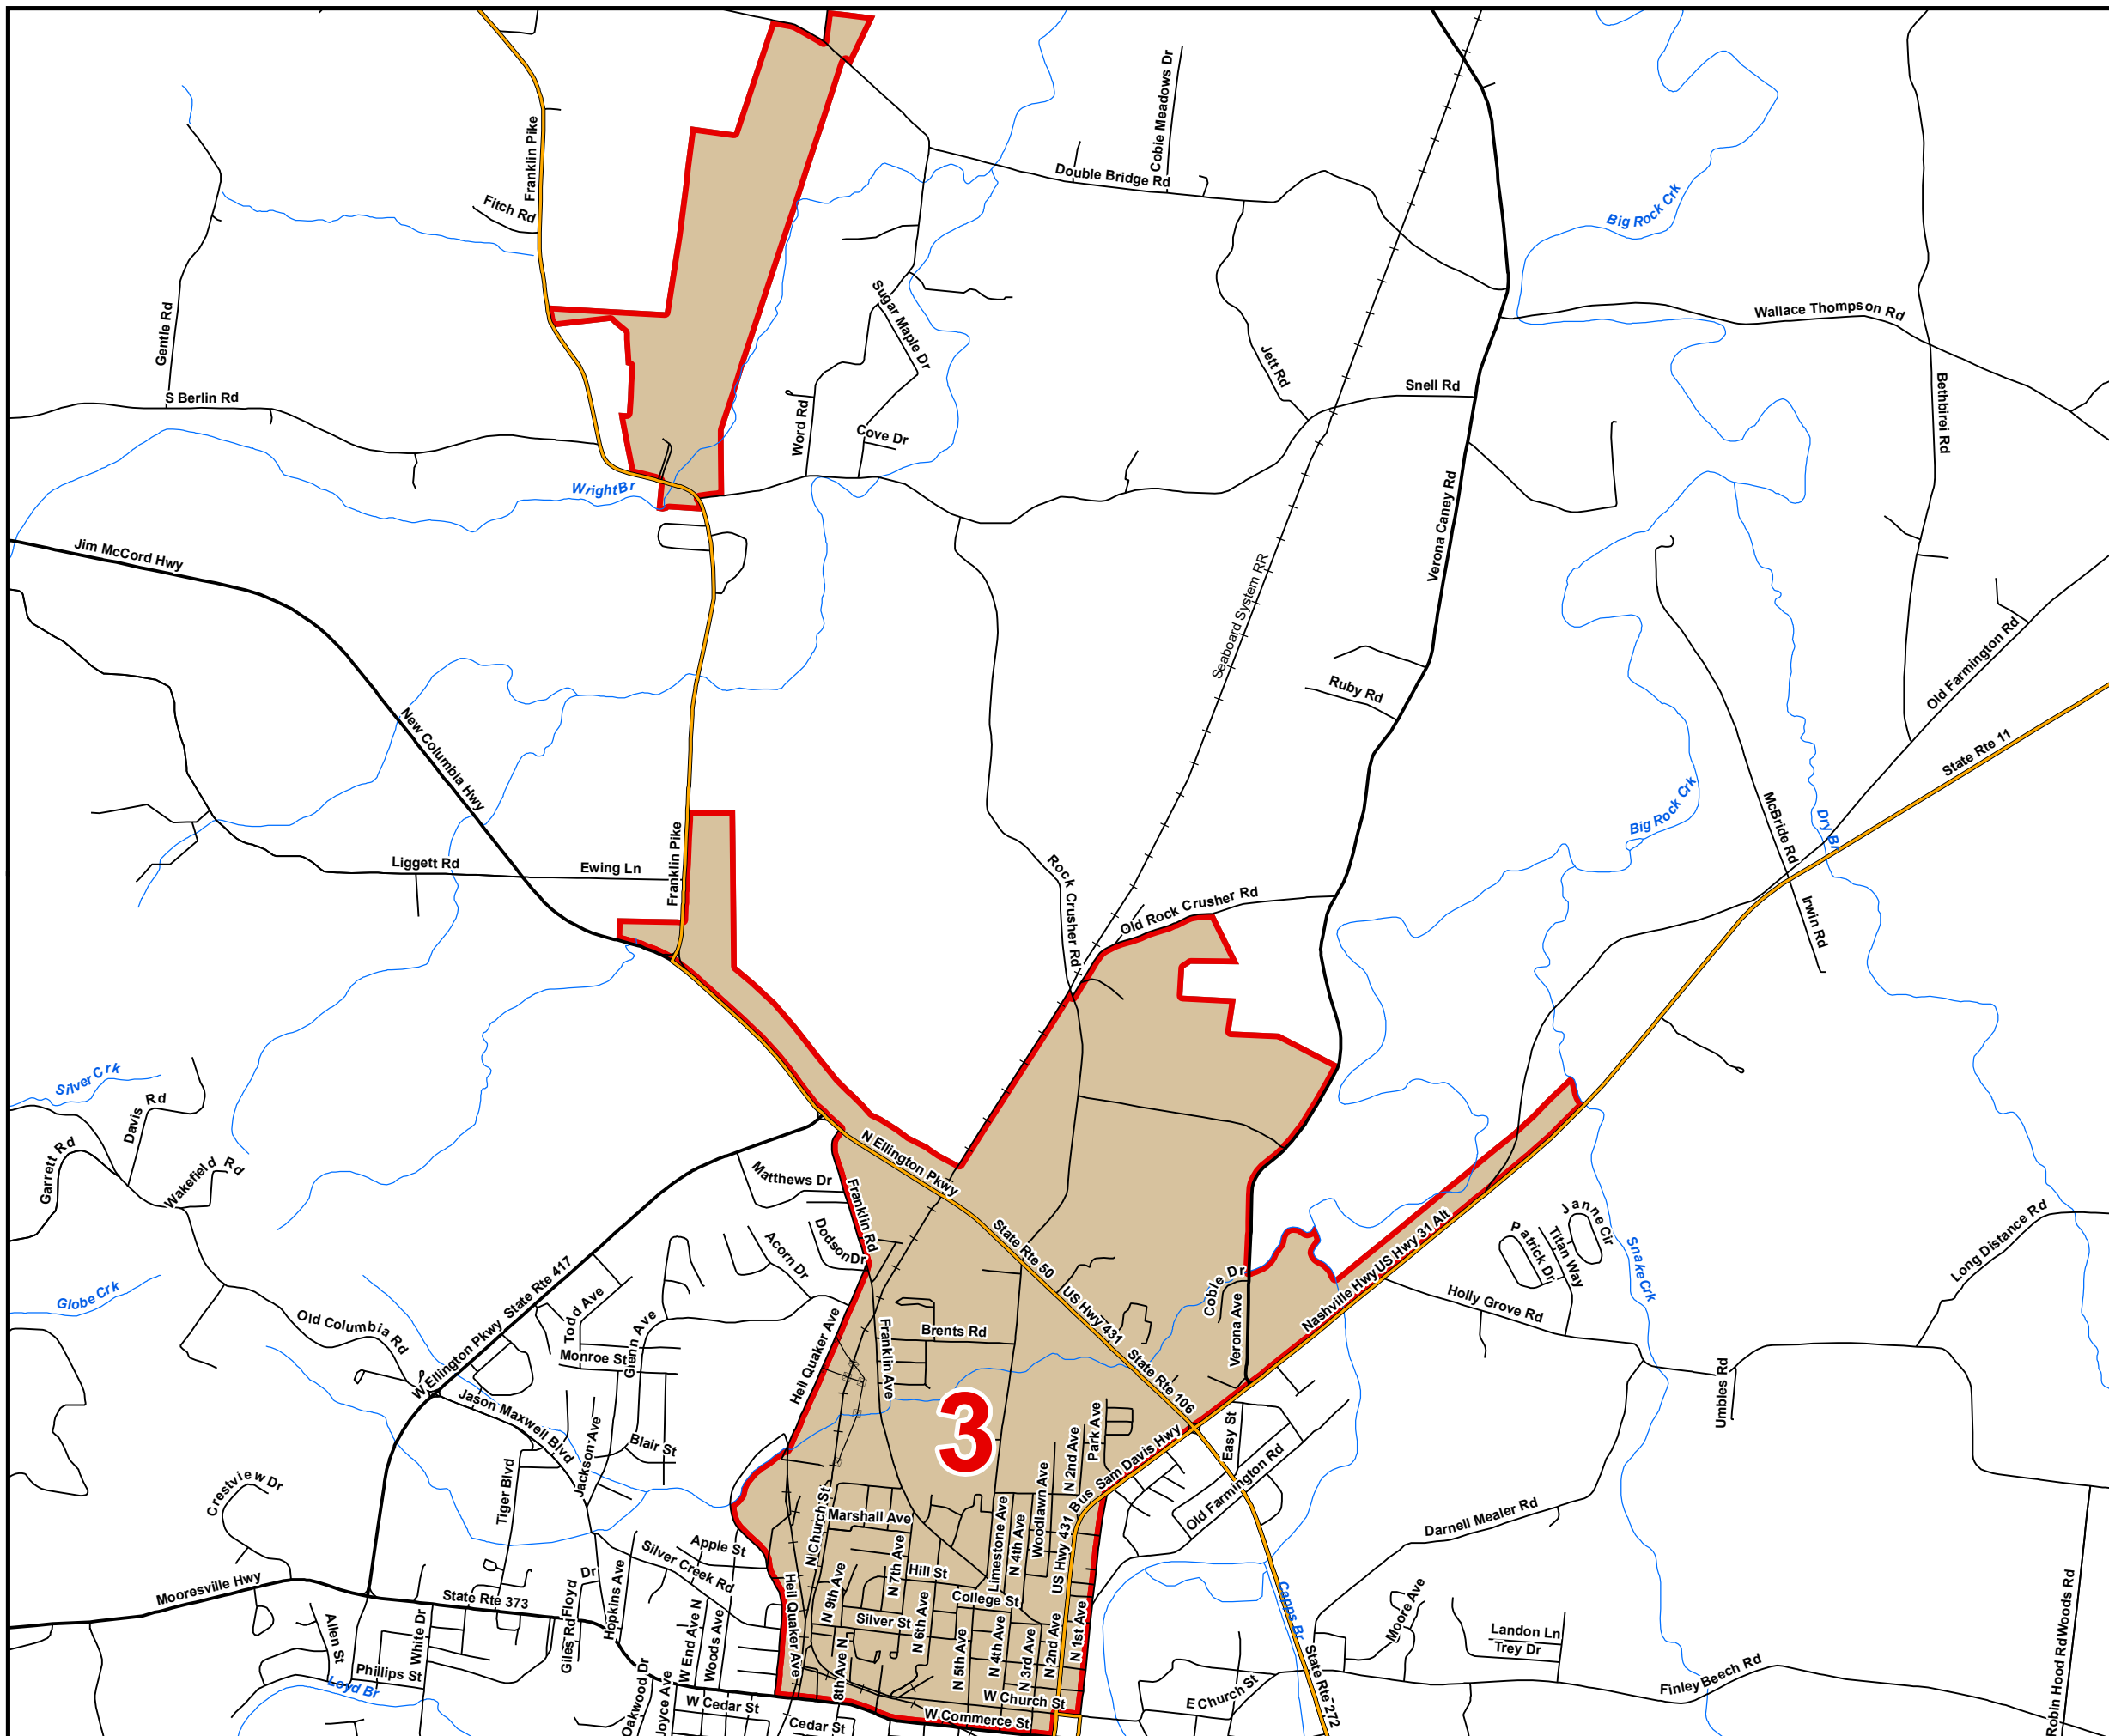 Cobie Meadows Dr
Franklin Pike
Double Bridge Rd
Fitch Rd
Big Rock Crk
Gentle Rd
Sugar Maple Dr
Wallace Thompson Rd
Jett Rd
Snell Rd
Bethbirei Rd
S Berlin Rd
Word Rd
Cove Dr
Wright Br
Verona Caney Rd
Jim McCord Hwy
Seaboard System RR
Ruby Rd
Old Farmington Rd
New Columbia Hwy
State Rte 11
Big Rock Crk
McBride Rd
Dry Br
Franklin Pike
Liggett Rd
Ewing Ln
Rock Crusher Rd
Old Rock Crusher Rd
Irwin Rd
Silver Crk
Davis Rd
Garrett Rd
Wakefield Rd
N Ellington Pkwy
Matthews Dr
Franklin Rd
Dodson Dr
Acorn Dr
State Rte 50
US Hwy 431
State Rte 106
Coble Dr
Verona Ave
Nashville Hwy
US Hwy 31 Alt
Janne Cir
Patrick Dr
Titan Way
Snake Crk
Long Distance Rd
Globe Crk
Old Columbia Rd
W Ellington Pkwy
State Rte 417
Tod Ave
Glenn Ave
Monroe St
Heil Quaker Ave
Franklin Ave
Brents Rd
Holly Grove Rd
Umbles Rd
3
Jason Maxwell Blvd
Blair St
Jackson Ave
Tiger Blvd
Crestview Dr
Park Ave
N 2nd Ave
Sam Davis Hwy
Easy St
Old Farmington Rd
Woodlawn Ave
N Church St
Marshall Ave
Limestone Ave
N 4th Ave
US Hwy 431 Bus
Darnell Mealer Rd
Apple St
Silver Creek Rd
Mooresville Hwy
State Rte 373
Floyd Dr
Hopkins Ave
Heil Quaker Ave
N 9th Ave
N 7th Ave
Hill St
College St
Silver St
N 6th Ave
N 5th Ave
N 4th Ave
N 3rd Ave
N 2nd Ave
N 1st Ave
Capps Br
Moore Ave
Landon Ln
Trey Dr
Robin Hood Rd
Woods Rd
Allen St
White Dr
Phillips St
Giles Rd
W End Ave N
Woods Ave
8th Ave N
Loyd Br
Oakwood Dr
Joyce Ave
W Cedar St
Cedar St
W Church St
W Commerce St
E Church St
State Rte 272
Finley Beech Rd